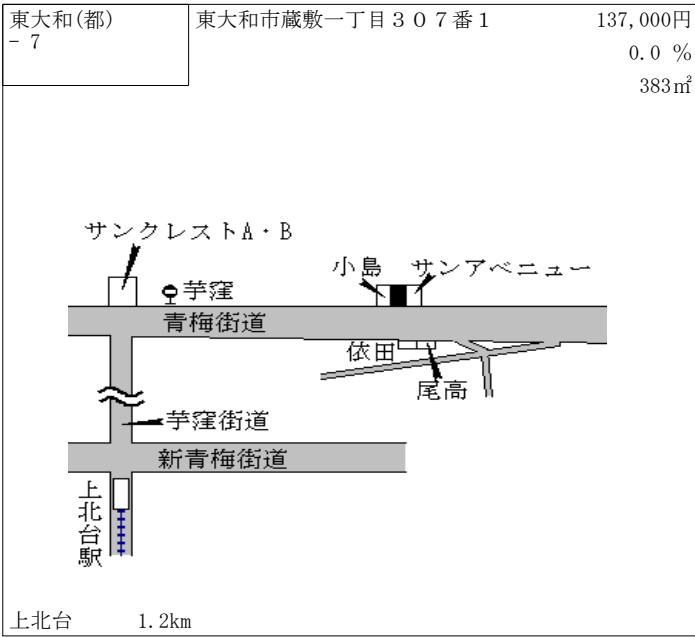 東大和(都)
- 7
東大和市蔵敷一丁目３０７番１
137,000円
0.0 %
383㎡
サンクレストA・B
芋窪
小島
サンアベニュー
青梅街道
依田
尾高
芋窪街道
新青梅街道
上北台駅
上北台 1.2km